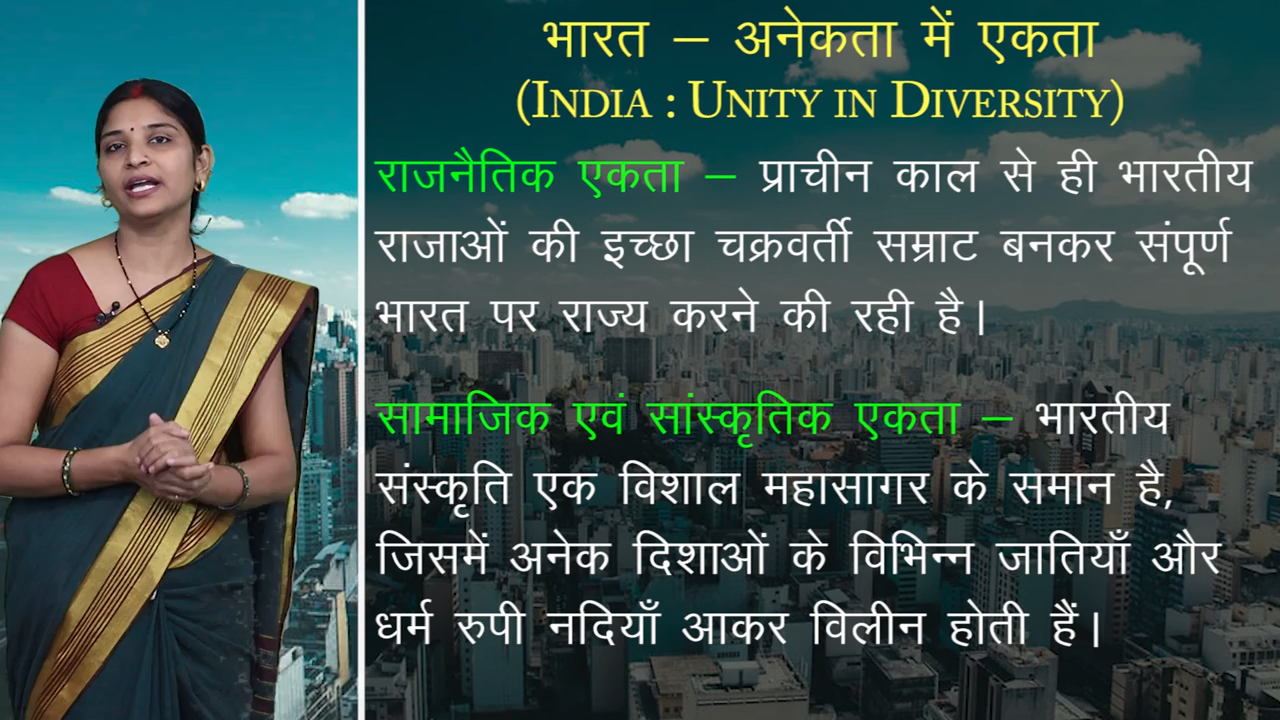 भारत – अनेकता में एकता
(INDIA : UNITY IN DIVERSITY)
राजनैतिक एकता – प्राचीन काल से ही भारतीय
राजाओं की इच्छा चक्रवर्ती सम्राट बनकर संपूर्ण
भारत पर राज्य करने की रही है।
सामाजिक एवं सांस्कृतिक एकता – भारतीय
संस्कृति एक विशाल महासागर के समान है,
जिसमें अनेक दिशाओं के विभिन्न जातियाँ और
धर्म रुपी नदियाँ आकर विलीन होती हैं।